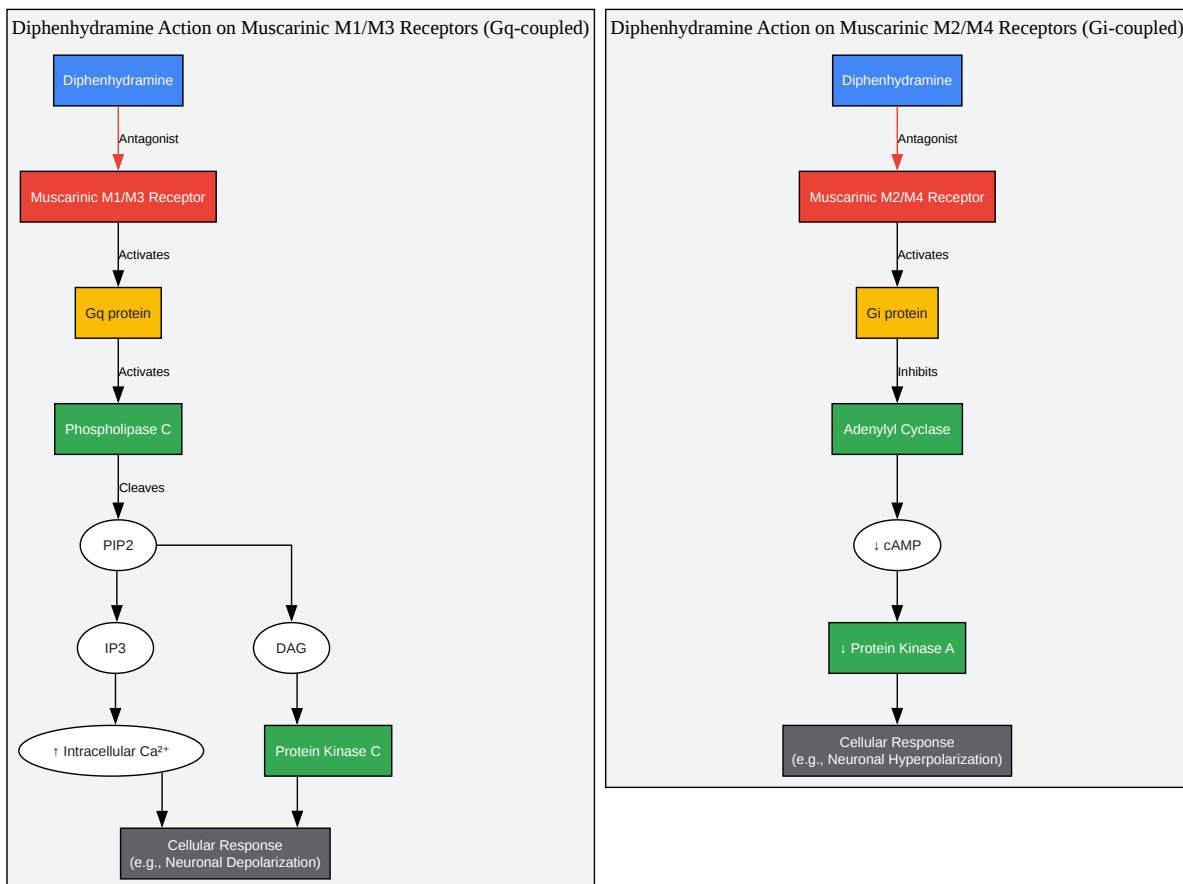 Diphenhydramine Action on Muscarinic M1/M3 Receptors (Gq-coupled)
Diphenhydramine
Antagonist
Muscarinic M1/M3 Receptor
Activates
Gq protein
Activates
Phospholipase C
Cleaves
PIP2
IP3
DAG
↑ Intracellular Ca²⁺
Protein Kinase C
Cellular Response
(e.g., Neuronal Depolarization)
Diphenhydramine Action on Muscarinic M2/M4 Receptors (Gi-coupled)
Diphenhydramine
Antagonist
Muscarinic M2/M4 Receptor
Activates
Gi protein
Inhibits
Adenylyl Cyclase
↓ cAMP
↓ Protein Kinase A
Cellular Response
(e.g., Neuronal Hyperpolarization)